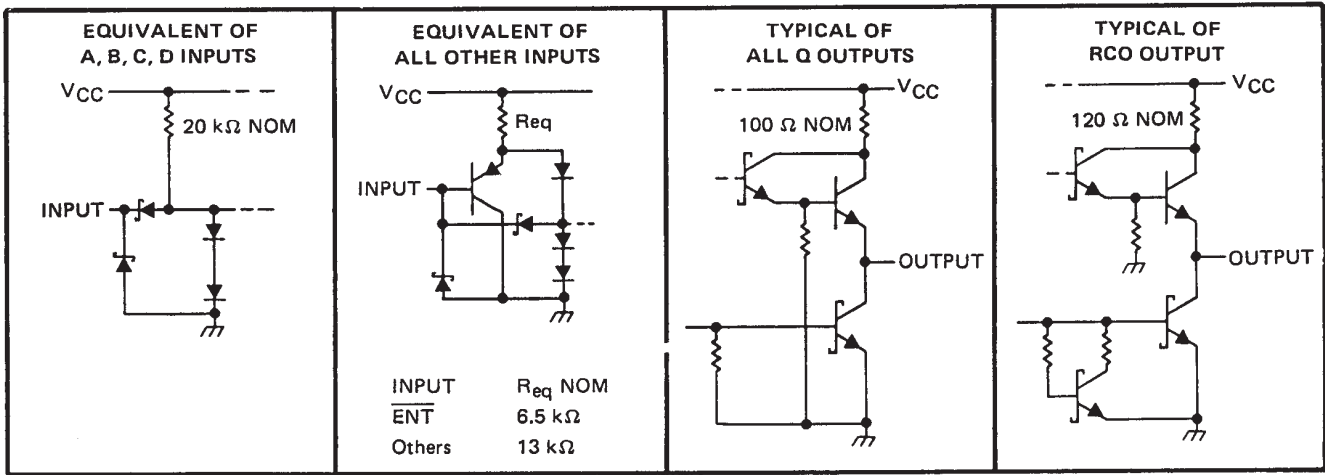 EQUIVALENT OF
A, B, C, D INPUTS
VCC
20 kΩ NOM
INPUT
EQUIVALENT OF
ALL OTHER INPUTS
VCC
Req
INPUT
INPUT Req NOM
E̅N̅T̅ 6.5 kΩ
Others 13 kΩ
TYPICAL OF
ALL Q OUTPUTS
VCC
100 Ω NOM
OUTPUT
TYPICAL OF
RCO OUTPUT
VCC
120 Ω NOM
OUTPUT